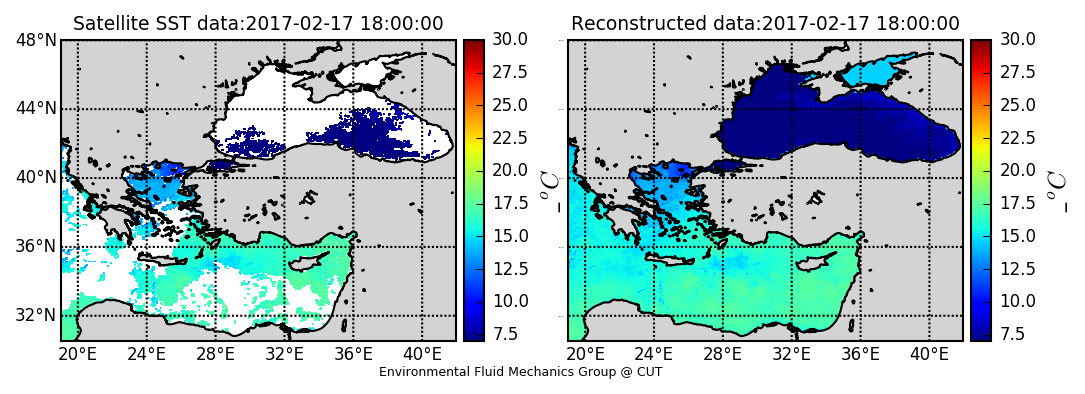 Satellite SST data:2017-02-17 18:00:00
48°N
44°N
40°N
36°N
32°N
20°E 24°E 28°E 32°E 36°E 40°E
30.0
27.5
25.0
22.5
20.0
17.5
15.0
12.5
10.0
7.5
_ °C
Reconstructed data:2017-02-17 18:00:00
20°E 24°E 28°E 32°E 36°E 40°E
30.0
27.5
25.0
22.5
20.0
17.5
15.0
12.5
10.0
7.5
_ °C
Environmental Fluid Mechanics Group @ CUT